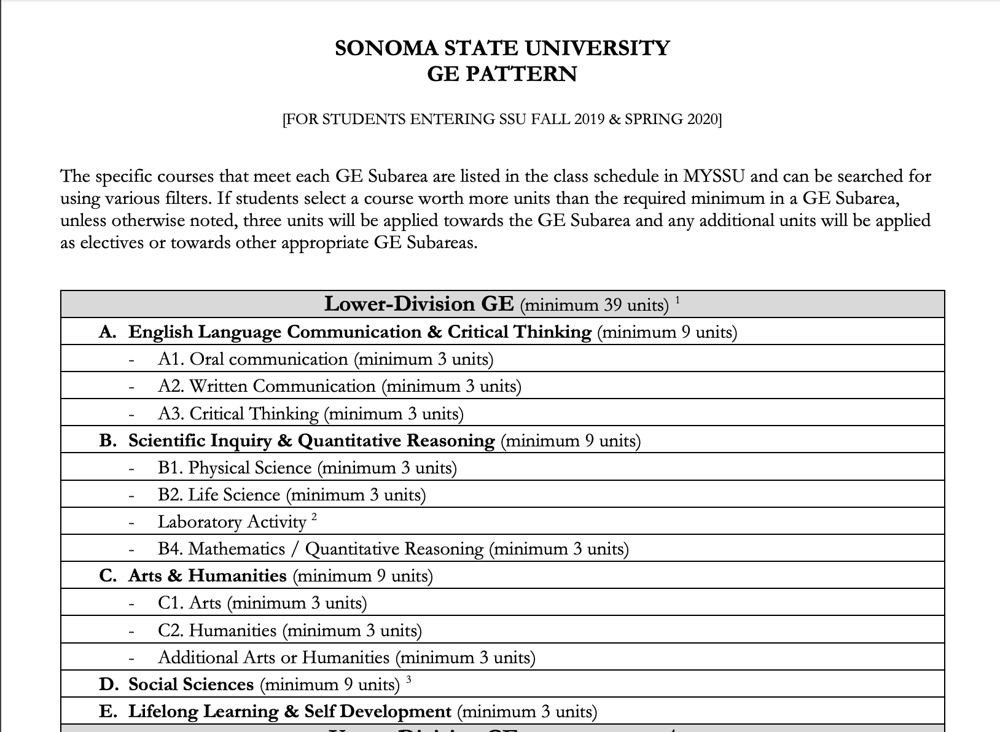 SONOMA STATE UNIVERSITY
GE PATTERN
[FOR STUDENTS ENTERING SSU FALL 2019 & SPRING 2020]
The specific courses that meet each GE Subarea are listed in the class schedule in MYSSU and can be searched for
using various filters. If students select a course worth more units than the required minimum in a GE Subarea,
unless otherwise noted, three units will be applied towards the GE Subarea and any additional units will be applied
as electives or towards other appropriate GE Subareas.
Lower-Division GE (minimum 39 units) 1
A. English Language Communication & Critical Thinking (minimum 9 units)
- A1. Oral communication (minimum 3 units)
- A2. Written Communication (minimum 3 units)
- A3. Critical Thinking (minimum 3 units)
B. Scientific Inquiry & Quantitative Reasoning (minimum 9 units)
- B1. Physical Science (minimum 3 units)
- B2. Life Science (minimum 3 units)
- Laboratory Activity 2
- B4. Mathematics / Quantitative Reasoning (minimum 3 units)
C. Arts & Humanities (minimum 9 units)
- C1. Arts (minimum 3 units)
- C2. Humanities (minimum 3 units)
- Additional Arts or Humanities (minimum 3 units)
D. Social Sciences (minimum 9 units) 3
E. Lifelong Learning & Self Development (minimum 3 units)